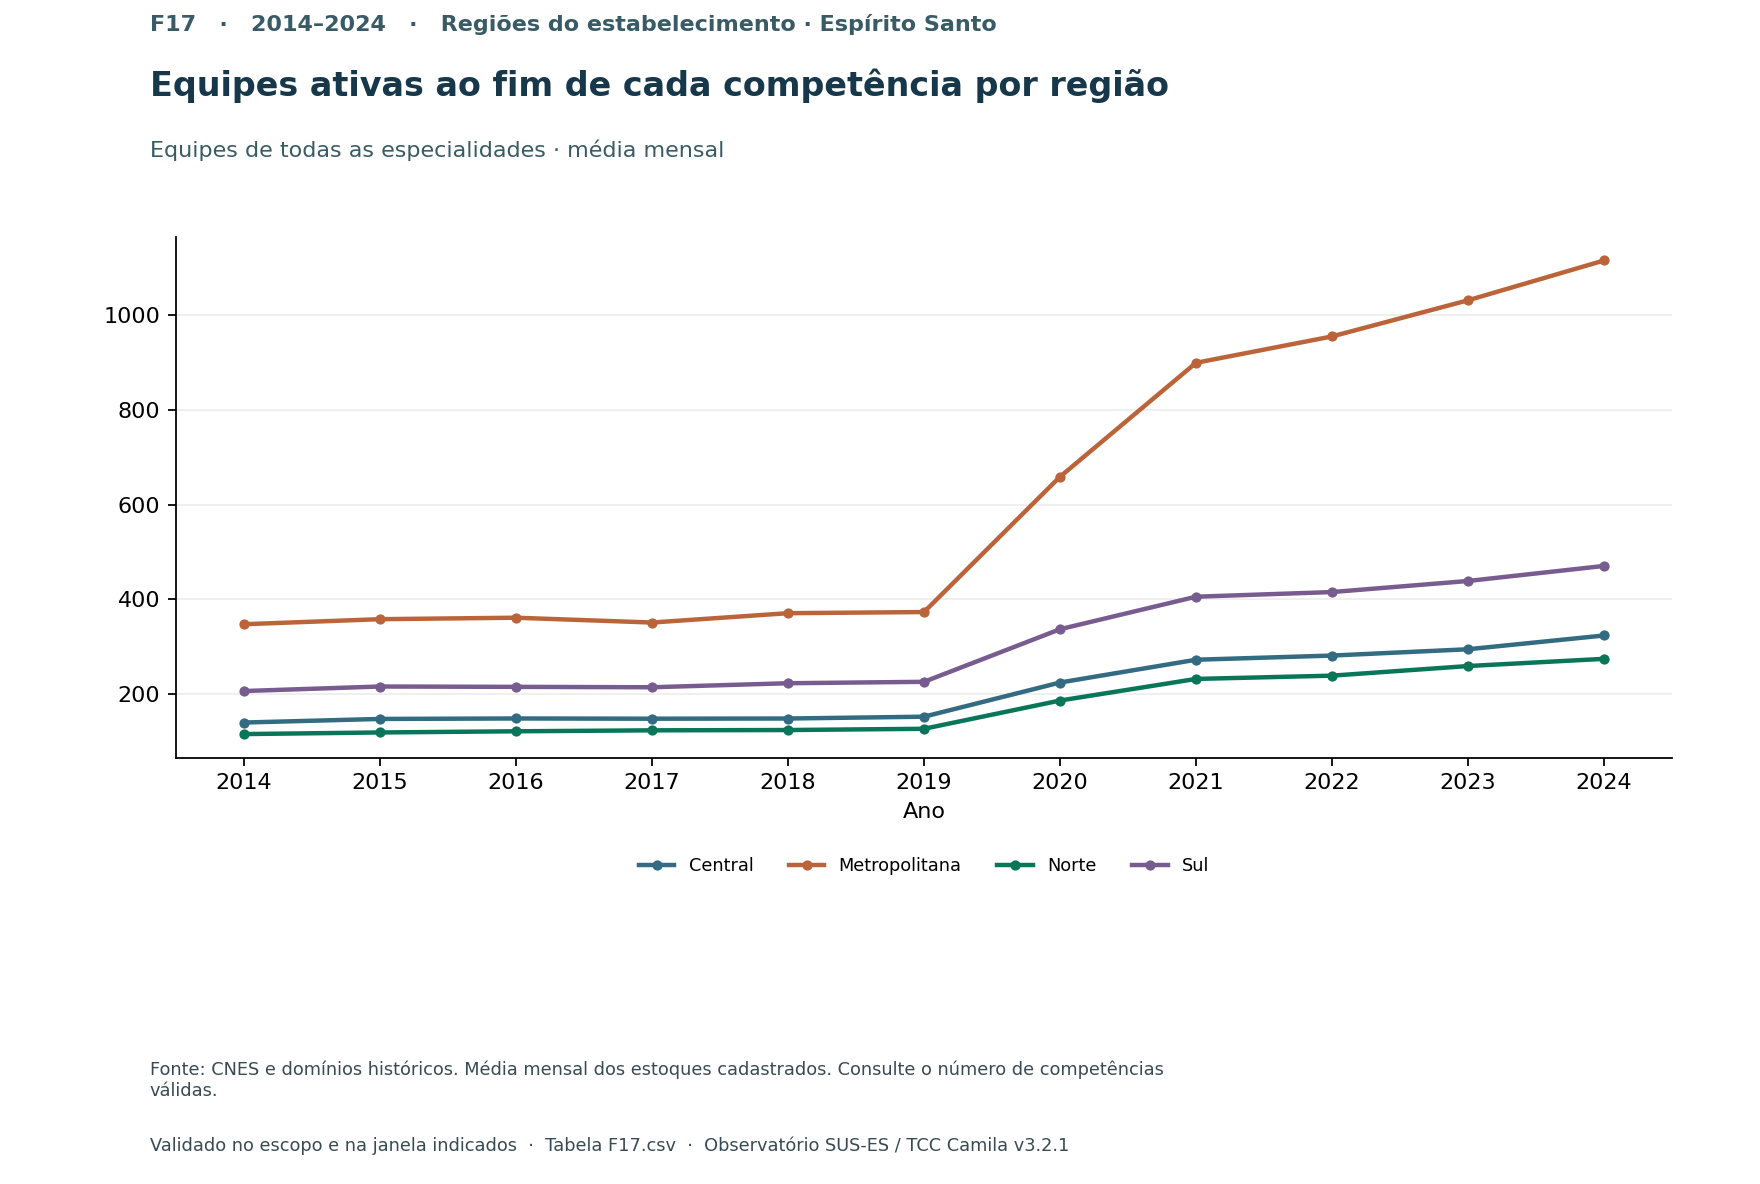 F17 · 2014–2024 · Regiões do estabelecimento · Espírito Santo
Equipes ativas ao fim de cada competência por região
Equipes de todas as especialidades · média mensal
1000
800
600
400
200
2014 2015 2016 2017 2018 2019 2020 2021 2022 2023 2024
Ano
Central Metropolitana Norte Sul
Fonte: CNES e domínios históricos. Média mensal dos estoques cadastrados. Consulte o número de competências
válidas.
Validado no escopo e na janela indicados · Tabela F17.csv · Observatório SUS-ES / TCC Camila v3.2.1